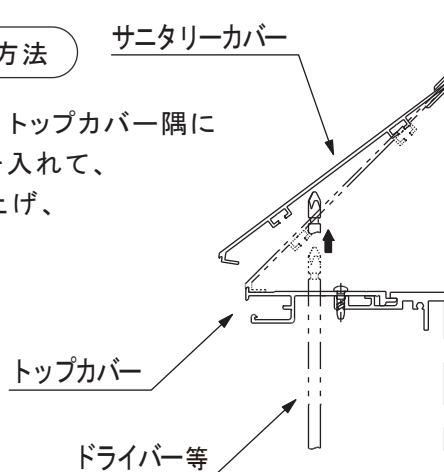 方法
サニタリーカバー
トップカバー隅に
を入れて、
上げ、
トップカバー
ドライバー等